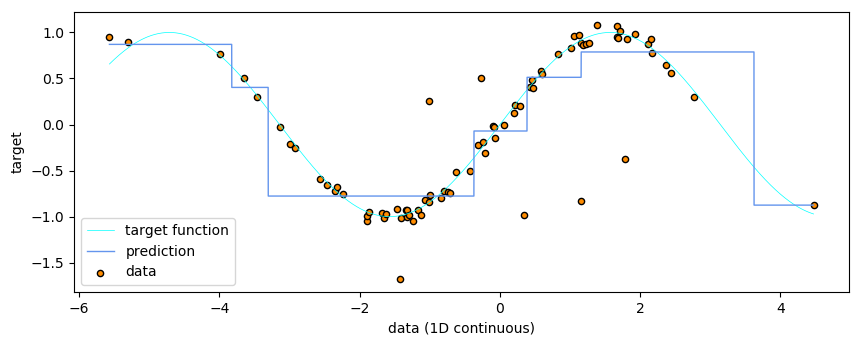 1.0
0.5
0.0
−0.5
−1.0
−1.5
target
target function
prediction
data
−6
−4
−2
0
2
4
data (1D continuous)